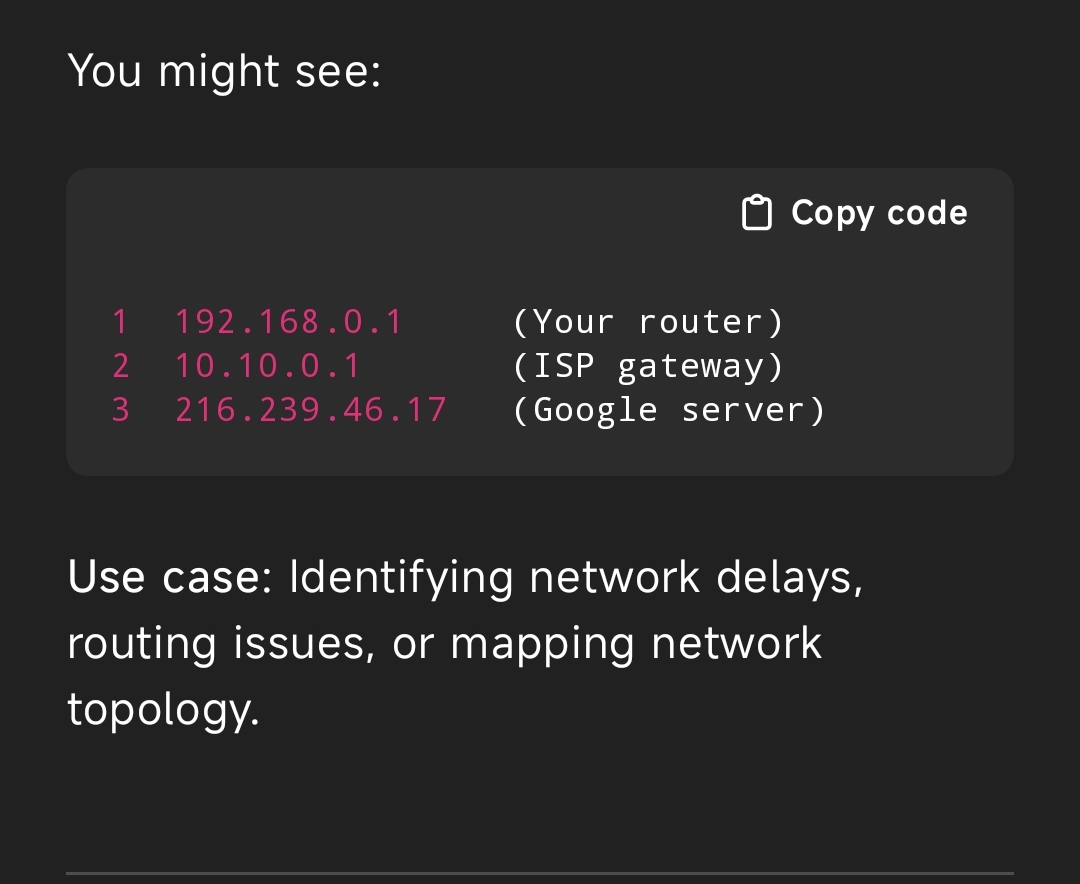 You might see:
Copy code
1  192.168.0.1     (Your router)
2  10.10.0.1       (ISP gateway)
3  216.239.46.17   (Google server)
Use case: Identifying network delays,
routing issues, or mapping network
topology.